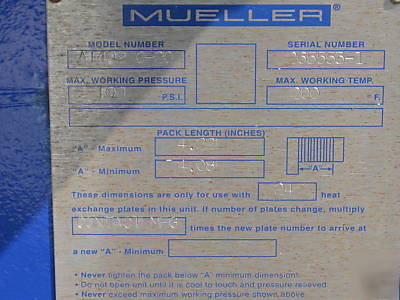 MUELLER®
MODEL NUMBER
SERIAL NUMBER
MAX. WORKING PRESSURE
MAX. WORKING TEMP.
100 P.S.I.
°F.
PACK LENGTH (INCHES)
"A" - Maximum
"A" - Minimum
"A"
These dimensions are only for use with 24 heat
exchange plates in this unit. If number of plates change, multiply
times the new plate number to arrive at
a new "A" - Minimum
• Never tighten the pack below "A" minimum dimension.
• Do not open unit until it is cool to touch and pressure relieved.
• Never exceed maximum working pressure shown above.